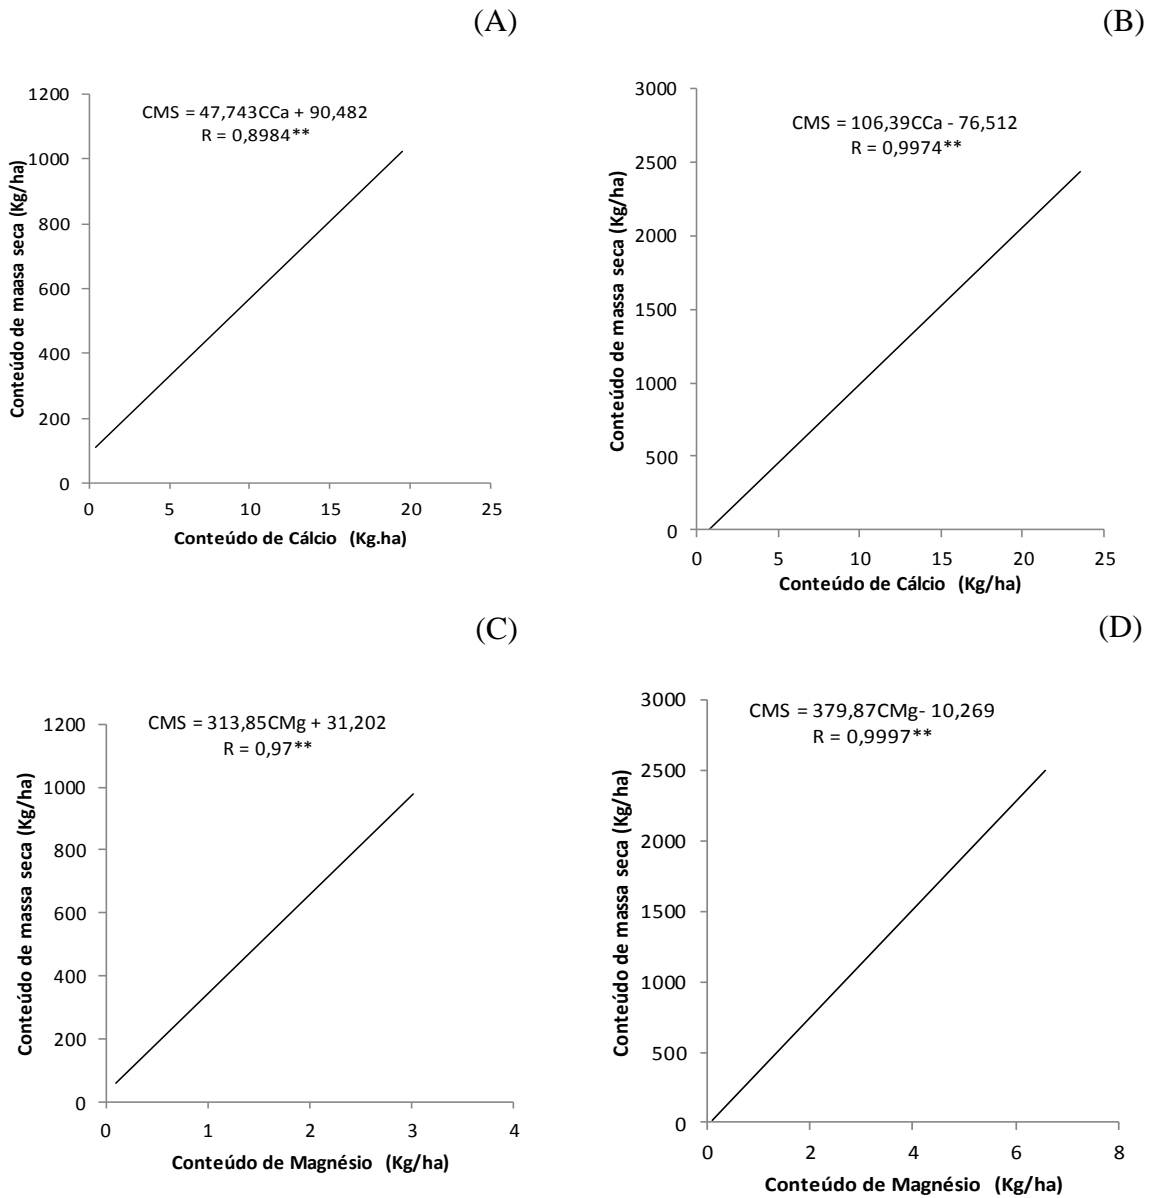 (A)
1200
1000
800
600
400
200
0
0 5 10 15 20 25
CMS = 47,743CCa + 90,482
R = 0,8984**
Conteúdo de maasa seca (Kg/ha)
Conteúdo de Cálcio (Kg.ha)
(B)
3000
2500
2000
1500
1000
500
0
0 5 10 15 20 25
CMS = 106,39CCa - 76,512
R = 0,9974**
Conteúdo de massa seca (Kg/ha)
Conteúdo de Cálcio (Kg/ha)
(C)
1200
1000
800
600
400
200
0
0 1 2 3 4
CMS = 313,85CMg + 31,202
R = 0,97**
Conteúdo de massa seca (Kg/ha)
Conteúdo de Magnésio (Kg/ha)
(D)
3000
2500
2000
1500
1000
500
0
0 2 4 6 8
CMS = 379,87CMg- 10,269
R = 0,9997**
Conteúdo de massa seca (Kg/ha)
Conteúdo de Magnésio (Kg/ha)